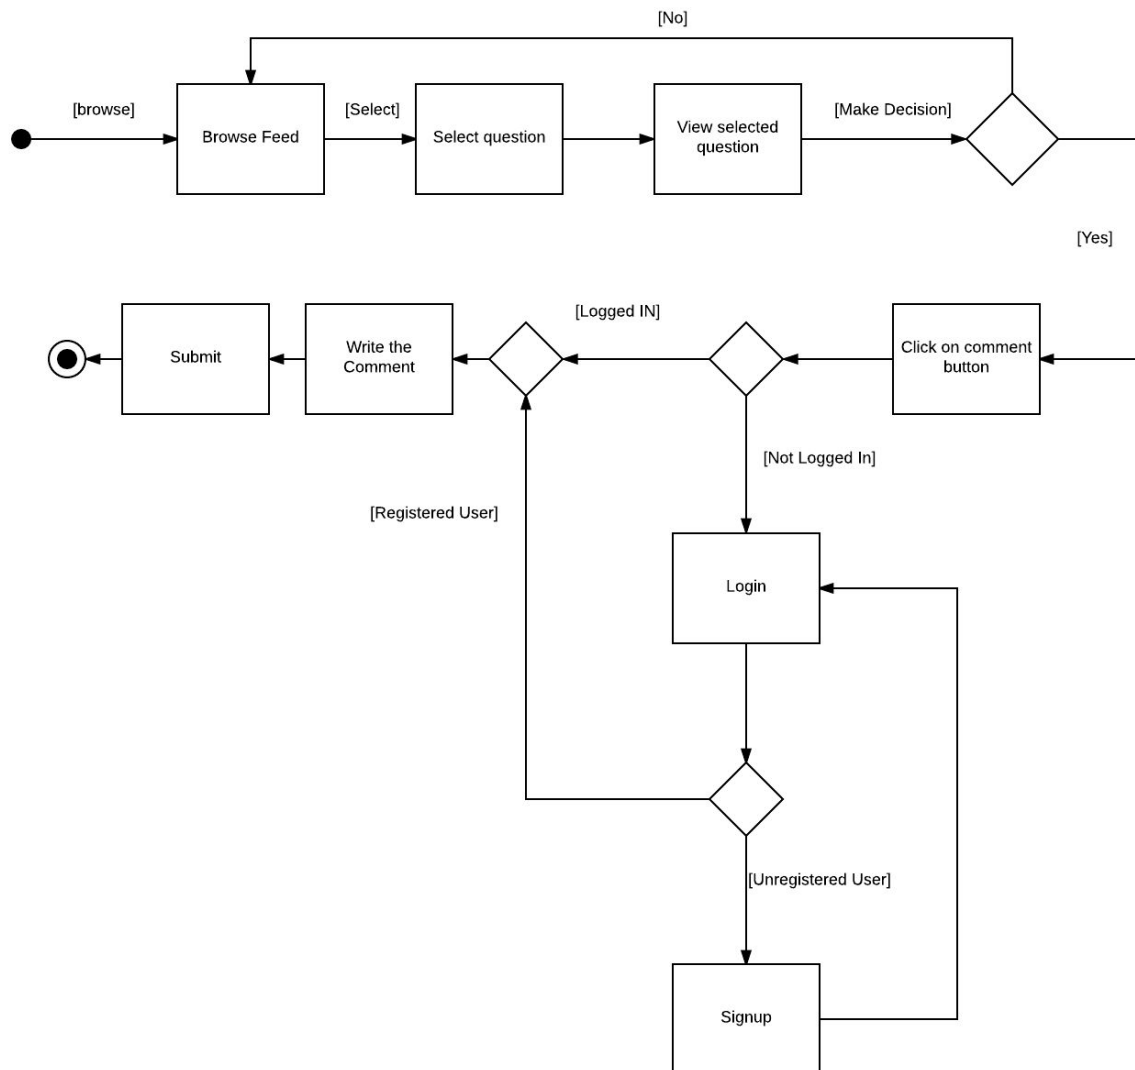 [No]
[browse]
[Select]
[Make Decision]
Browse Feed
Select question
View selected
question
[Yes]
[Logged IN]
Submit
Write the
Comment
Click on comment
button
[Not Logged In]
[Registered User]
Login
[Unregistered User]
Signup